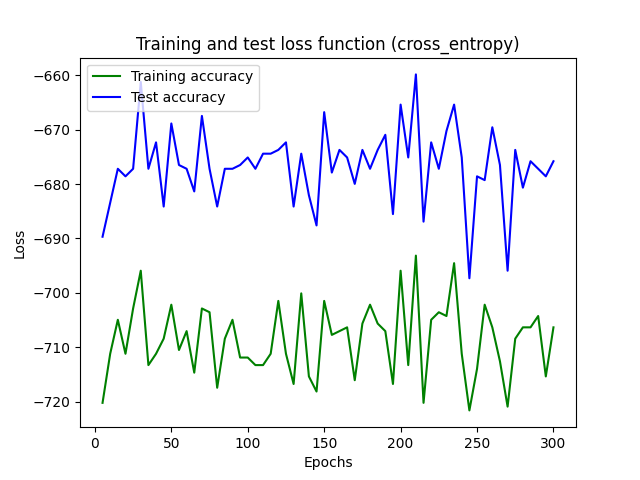 Training and test loss function (cross_entropy)
Training accuracy
Test accuracy
−660
−670
−680
−690
−700
−710
−720
Loss
0 50 100 150 200 250 300
Epochs